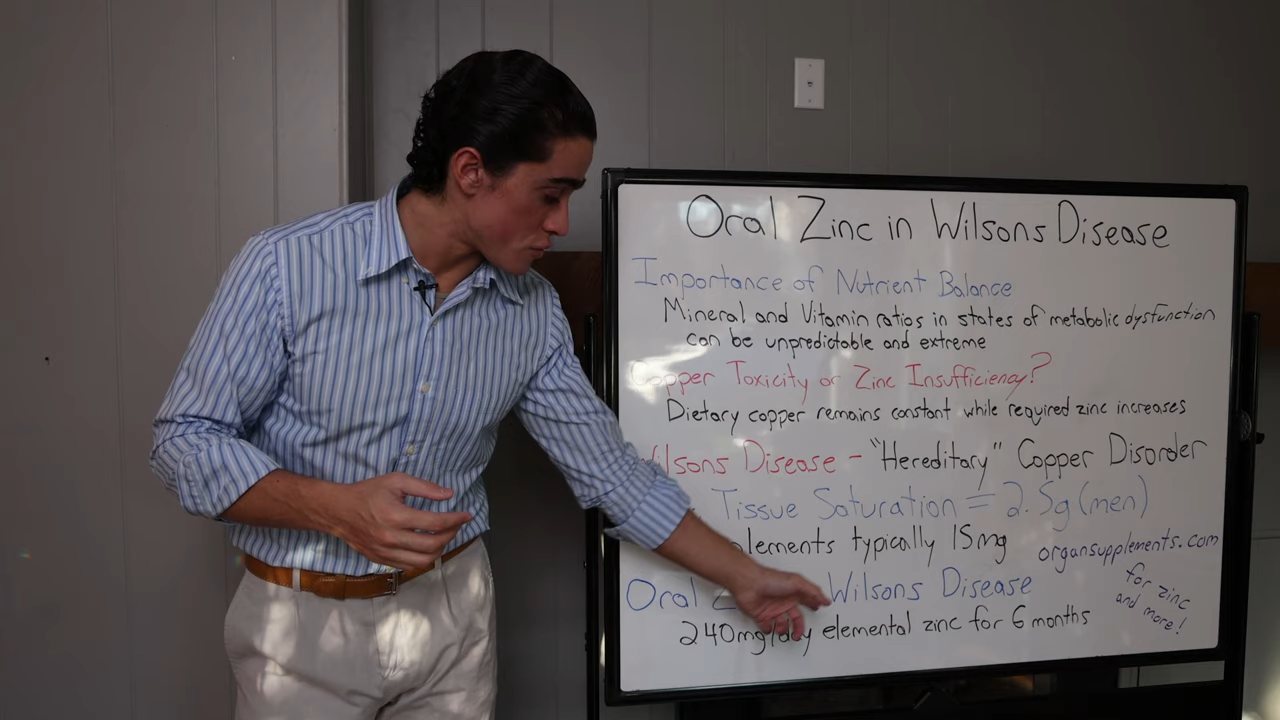 Oral Zinc in Wilsons Disease
Importance of Nutrient Balance
Mineral and Vitamin ratios in states of metabolic dysfunction
can be unpredictable and extreme
Copper Toxicity or Zinc Insufficiency?
Dietary copper remains constant while required zinc increases
Wilsons Disease - "Hereditary" Copper Disorder
Tissue Saturation = 2.5g (men)
typically 15mg
organsupplements.com
for zinc
and more!
Oral Wilsons Disease
240mg/day elemental zinc for 6 months